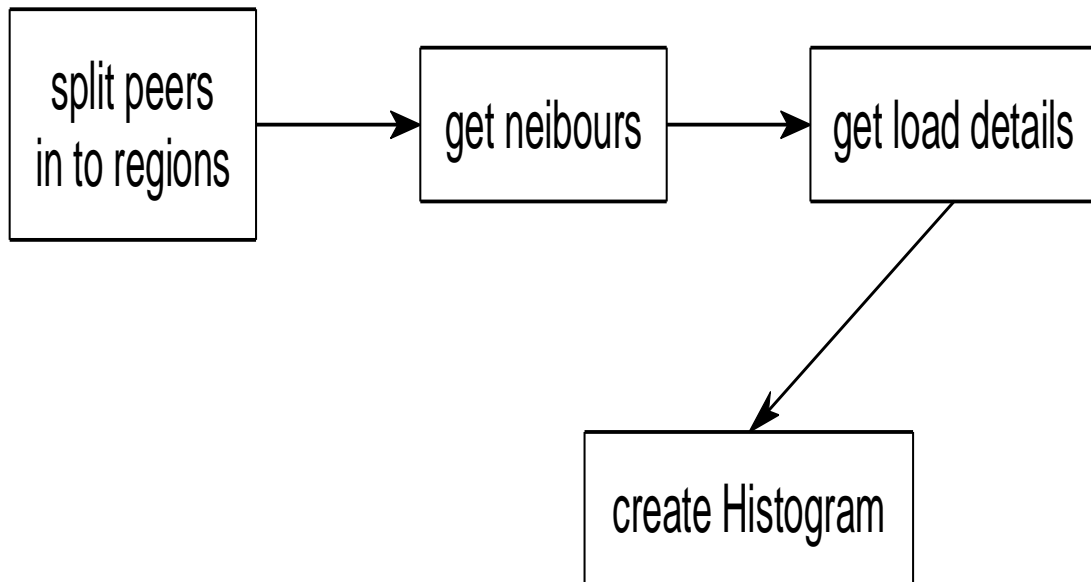 split peers
in to regions
get neibours
get load details
create Histogram